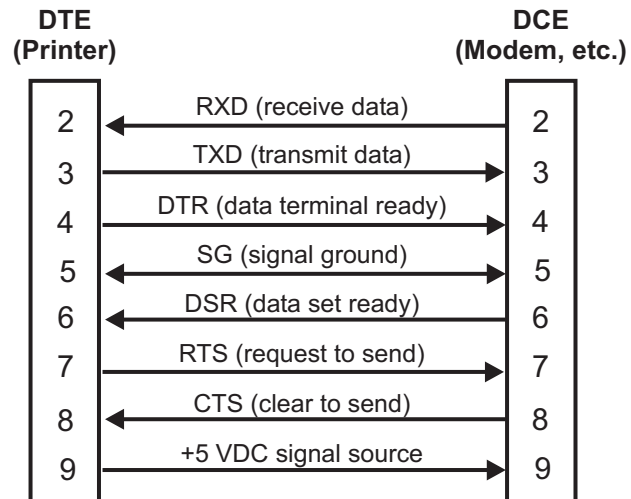 DTE
(Printer)
DCE
(Modem, etc.)
2 RXD (receive data) 2
3 TXD (transmit data) 3
4 DTR (data terminal ready) 4
5 SG (signal ground) 5
6 DSR (data set ready) 6
7 RTS (request to send) 7
8 CTS (clear to send) 8
9 +5 VDC signal source 9